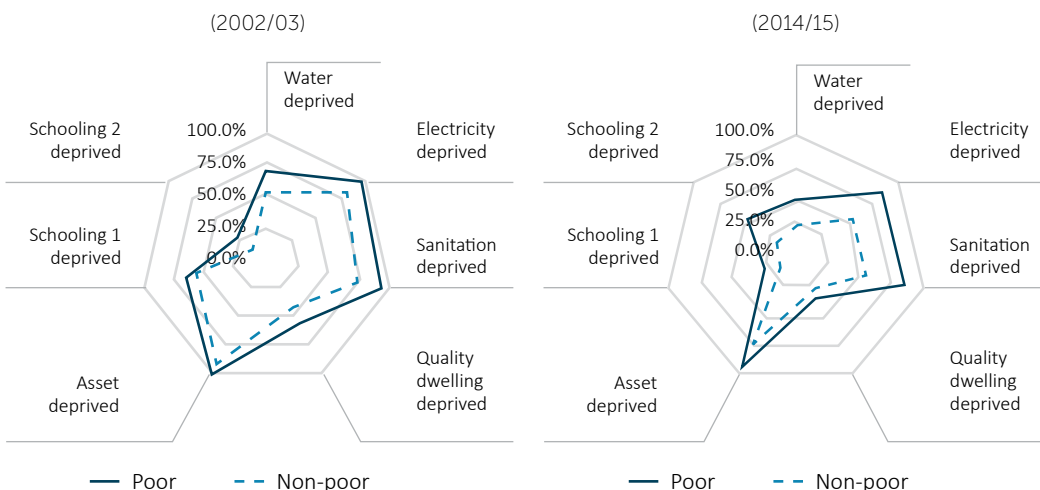 (2002/03)
Water
deprived
Schooling 2
deprived
100.0%
75.0%
50.0%
25.0%
0.0%
Electricity
deprived
Schooling 1
deprived
Sanitation
deprived
Asset
deprived
Quality
dwelling
deprived
Poor
Non-poor
(2014/15)
Water
deprived
Schooling 2
deprived
100.0%
75.0%
50.0%
25.0%
0.0%
Electricity
deprived
Schooling 1
deprived
Sanitation
deprived
Asset
deprived
Quality
dwelling
deprived
Poor
Non-poor